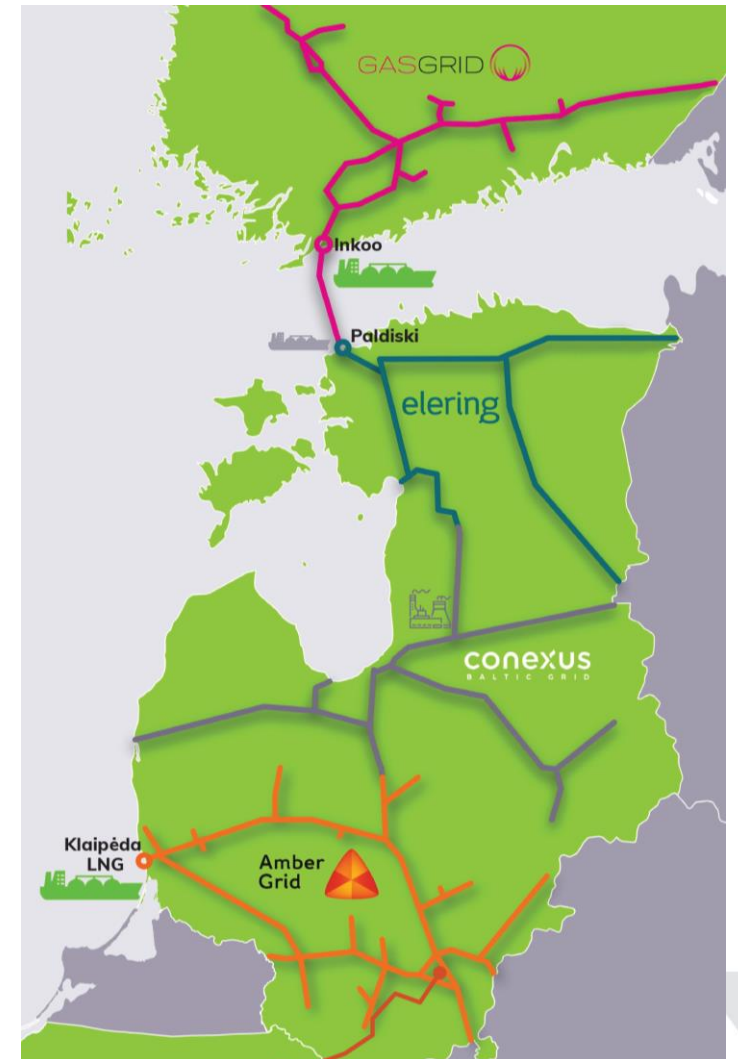 GASGRID
Inkoo
Paldiski
elering
conexus
BALTIC GRID
Klaipėda
LNG
Amber
Grid